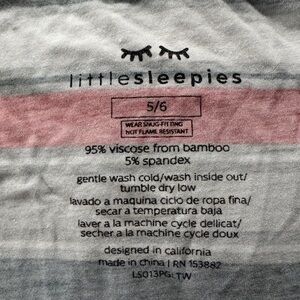 littlesleepies
5/6
WEAR SNUG-FITTING
NOT FLAME RESISTANT
95% viscose from bamboo
5% spandex
gentle wash cold/wash inside out/
tumble dry low
lavado a maquina ciclo de ropa fina/
secar a temperatura baja
laver a la machine cycle dellicat/
secher a la machine cycle doux
designed in california
made in china | RN 153882
LS013PG-TW